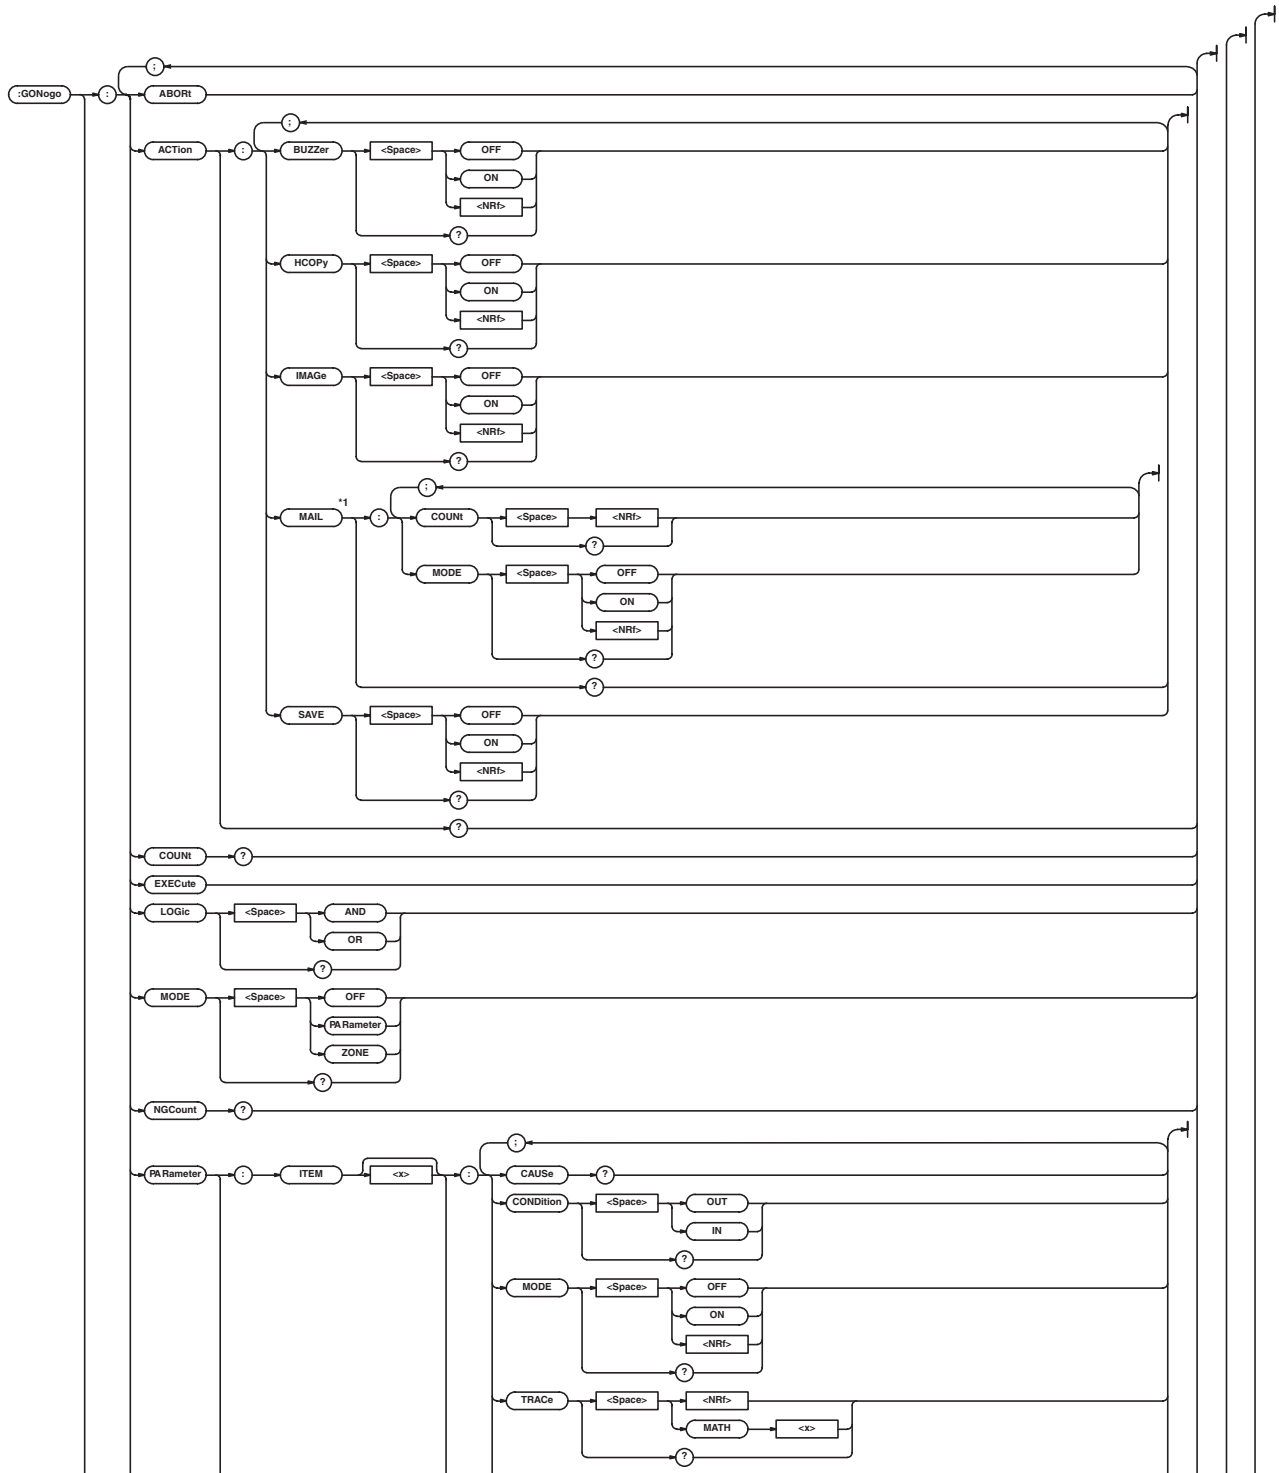 ;
:GONogo : ABORt
;
ACTion : BUZZer <Space> OFF
ON
<NRf>
?
HCOPy <Space> OFF
ON
<NRf>
?
IMAGe <Space> OFF
ON
<NRf>
?
;
MAIL *1 : COUNt <Space> <NRf>
?
MODE <Space> OFF
ON
<NRf>
?
?
SAVE <Space> OFF
ON
<NRf>
?
?
COUNt ?
EXECute
LOGic <Space> AND
OR
?
MODE <Space> OFF
PARameter
ZONE
?
NGCount ?
;
PARameter : ITEM <x> : CAUSe ?
CONDition <Space> OUT
IN
?
MODE <Space> OFF
ON
<NRf>
?
TRACe <Space> <NRf>
MATH <x>
?